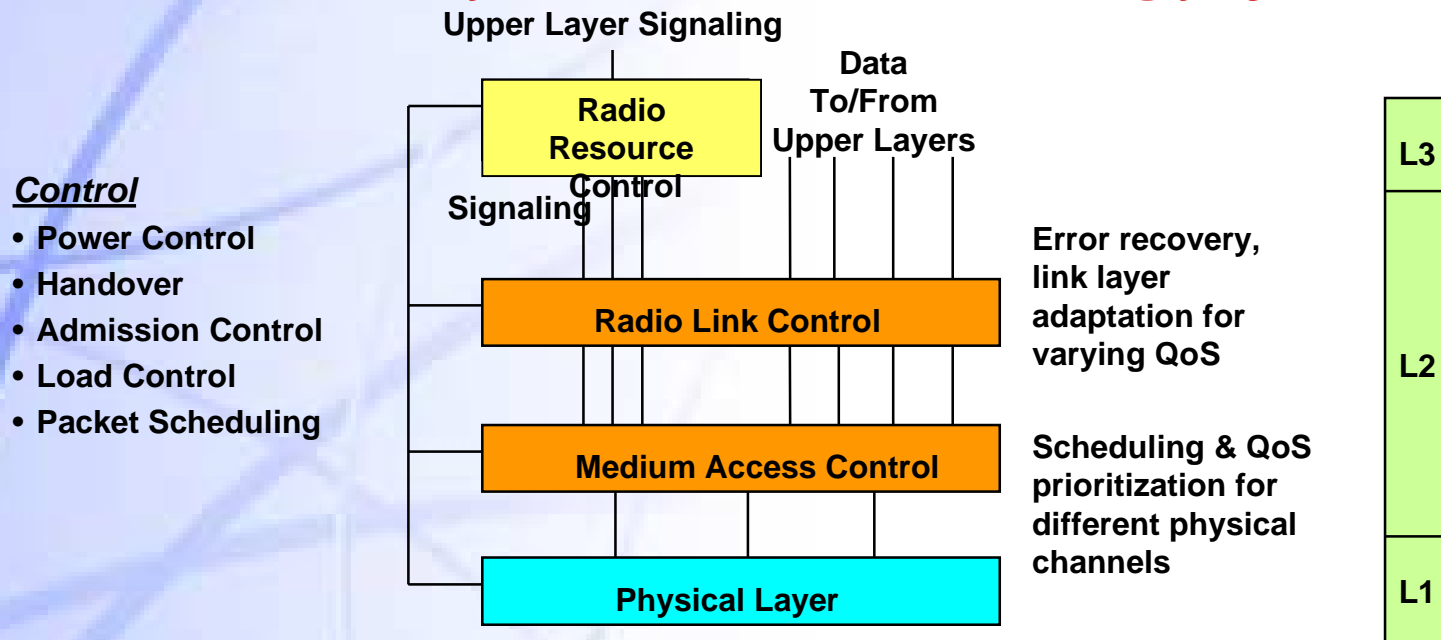 Upper Layer Signaling
Data
To/From
Upper Layers
Radio
Resource
Control
Signaling
Control
• Power Control
• Handover
• Admission Control
• Load Control
• Packet Scheduling
Radio Link Control
Error recovery,
link layer
adaptation for
varying QoS
Medium Access Control
Scheduling & QoS
prioritization for
different physical
channels
Physical Layer
L3
L2
L1